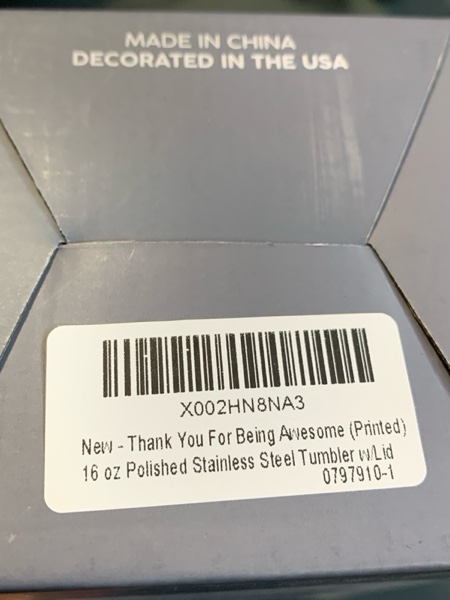 MADE IN CHINA
DECORATED IN THE USA
X002HN8NA3
New - Thank You For Being Awesome (Printed)
16 oz Polished Stainless Steel Tumbler w/Lid
0797910-1